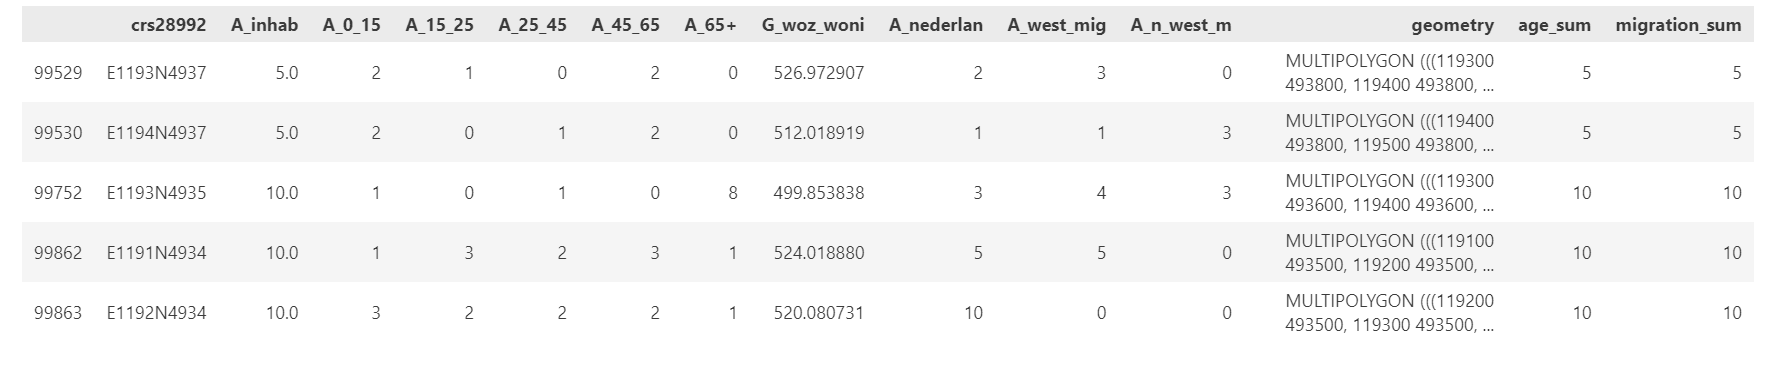 crs28992 A_inhab A_0_15 A_15_25 A_25_45 A_45_65 A_65+ G_woz_woni A_nederlan A_west_mig A_n_west_m geometry age_sum migration_sum
99529 E1193N4937 5.0 2 1 0 2 0 526.972907 2 3 0 MULTIPOLYGON (((119300 5 5
493800, 119400 493800, ...
99530 E1194N4937 5.0 2 0 1 2 0 512.018919 1 1 3 MULTIPOLYGON (((119400 5 5
493800, 119500 493800, ...
99752 E1193N4935 10.0 1 0 1 0 8 499.853838 3 4 3 MULTIPOLYGON (((119300 10 10
493600, 119400 493600, ...
99862 E1191N4934 10.0 1 3 2 3 1 524.018880 5 5 0 MULTIPOLYGON (((119100 10 10
493500, 119200 493500, ...
99863 E1192N4934 10.0 3 2 2 2 1 520.080731 10 0 0 MULTIPOLYGON (((119200 10 10
493500, 119300 493500, ...